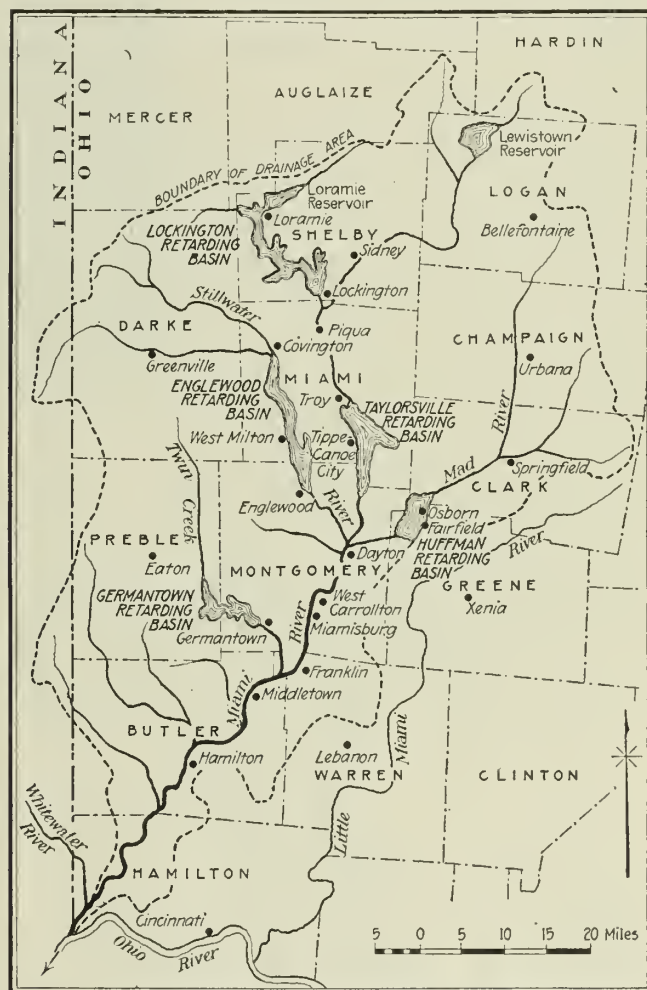 HARDIN
INDIANA
OHIO
AUGLAIZE
MERCER
Lewistown
Reservoir
BOUNDARY OF DRAINAGE AREA
Loramie
Reservoir
LOGAN
Loramie
LOCKINGTON
RETARDING
BASIN
SHELBY
Bellefontaine
Sidney
Lockington
Stillwater
River
DARKE
Piqua
CHAMPAIGN
Covington
Greenville
Urbana
MIAMI
ENGLEWOOD
RETARDING
BASIN
Troy
TAYLORSVILLE
RETARDING
BASIN
River
West Milton
Tippe
Canoe
City
Twin
Creek
Mad
Springfield
CLARK
Englewood
Osborn
Fairfield
HUFFMAN
RETARDING
BASIN
River
PREBLE
Dayton
Eaton
MONTGOMERY
GREENE
Xenia
GERMANTOWN
RETARDING
BASIN
West
Carrollton
Miamisburg
Germantown
River
Franklin
Miami
Middletown
BUTLER
Miami
Hamilton
Lebanon
WARREN
CLINTON
Whitewater
River
Little
HAMILTON
Cincinnati
Ohio
River
5 0 5 10 15 20 Miles